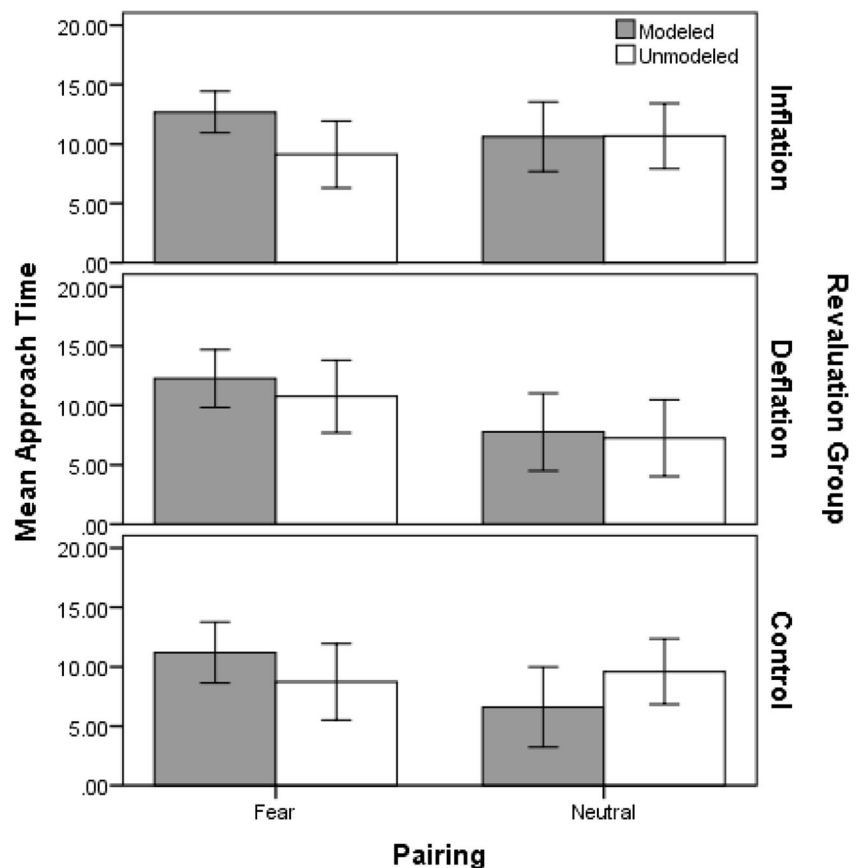 20.00
15.00
10.00
5.00
.00
Modeled
Unmodeled
Inflation
20.00
15.00
10.00
5.00
.00
Deflation
20.00
15.00
10.00
5.00
.00
Control
Mean Approach Time
Revaluation Group
Fear
Neutral
Pairing